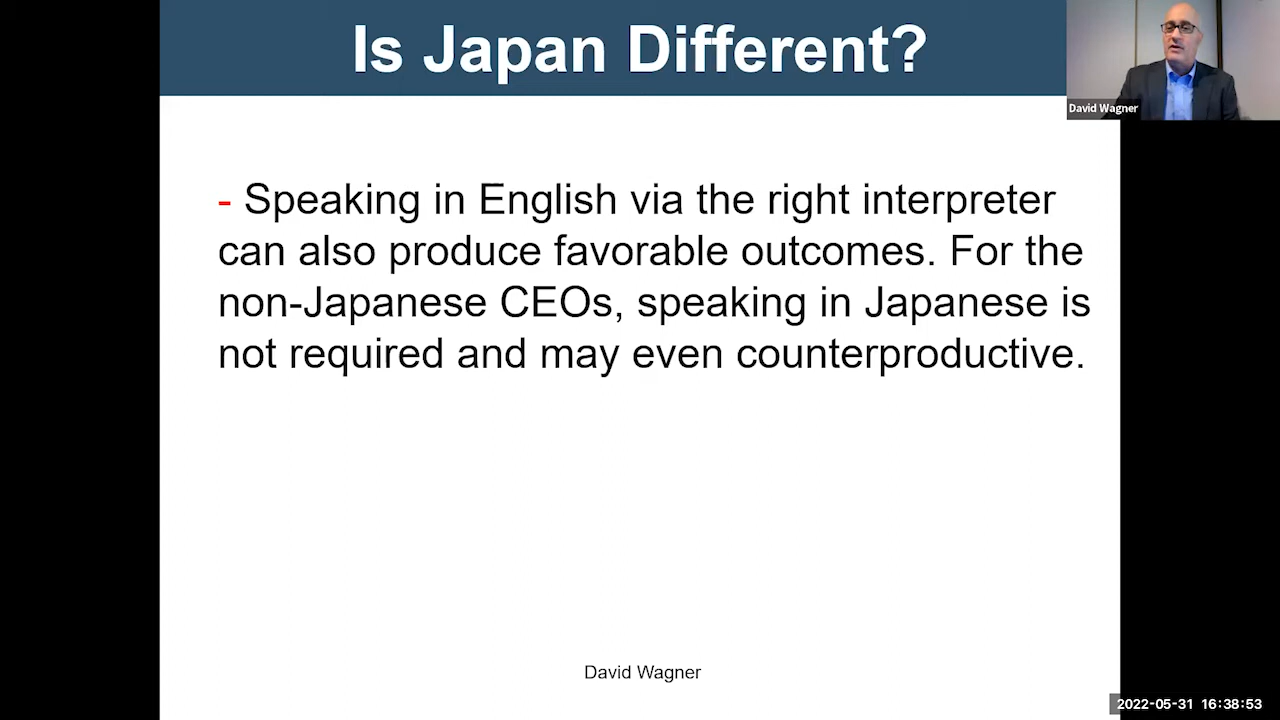 Is Japan Different?
David Wagner
- Speaking in English via the right interpreter
can also produce favorable outcomes. For the
non-Japanese CEOs, speaking in Japanese is
not required and may even counterproductive.
David Wagner
2022-05-31 16:38:53